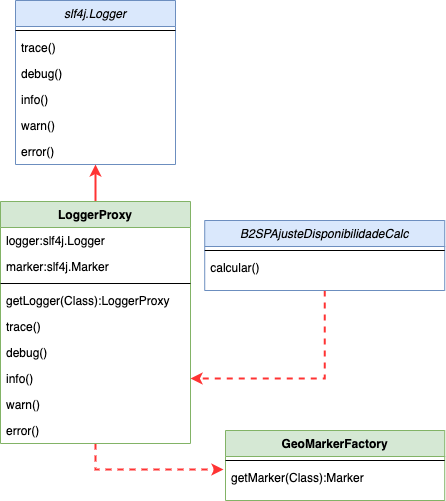 slf4j.Logger
trace()
debug()
info()
warn()
error()
LoggerProxy
logger:slf4j.Logger
marker:slf4j.Marker
getLogger(Class):LoggerProxy
trace()
debug()
info()
warn()
error()
B2SPAjusteDisponibilidadeCalc
calcular()
GeoMarkerFactory
getMarker(Class):Marker